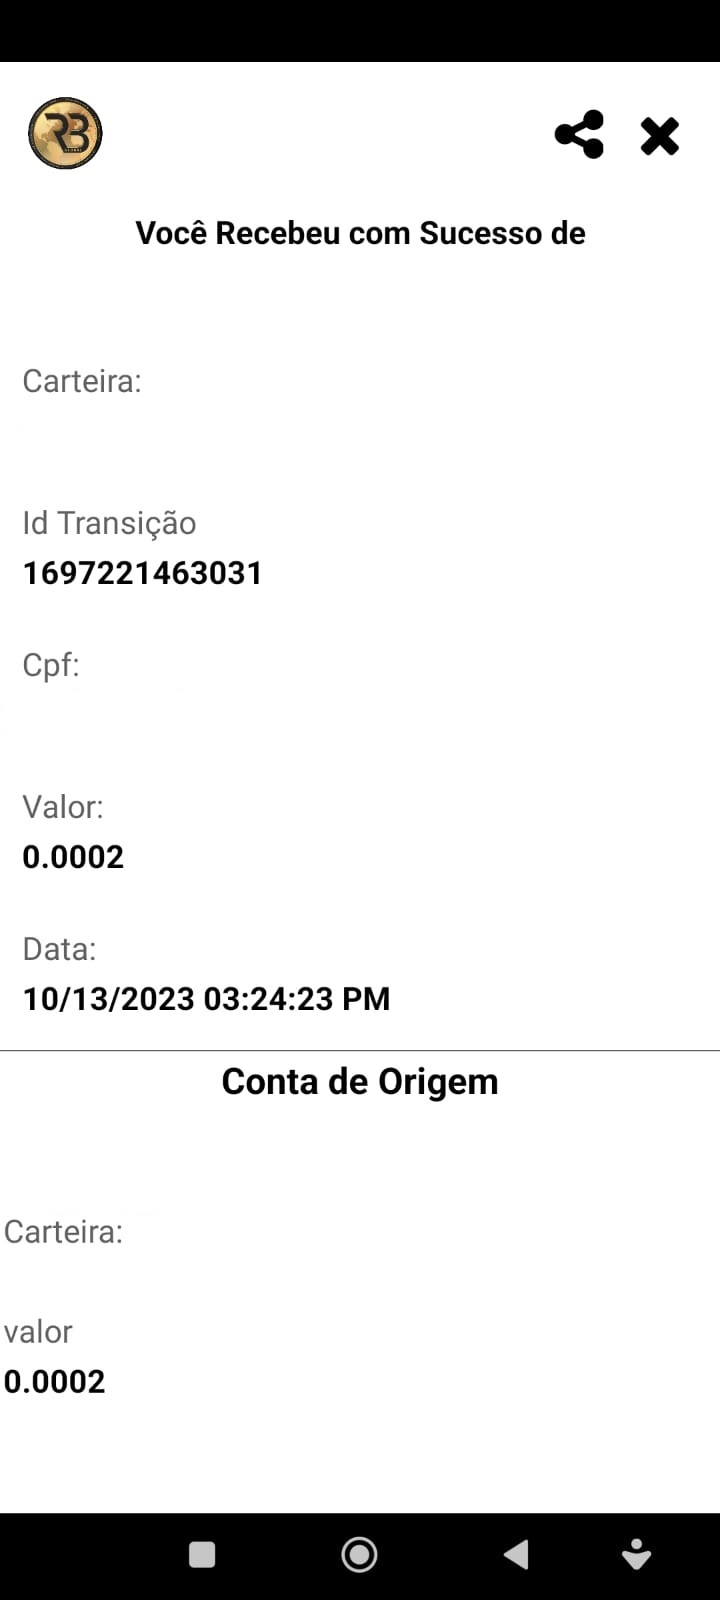 RB
Você Recebeu com Sucesso de
Carteira:
Id Transição
1697221463031
Cpf:
Valor:
0.0002
Data:
10/13/2023 03:24:23 PM
Conta de Origem
Carteira:
valor
0.0002